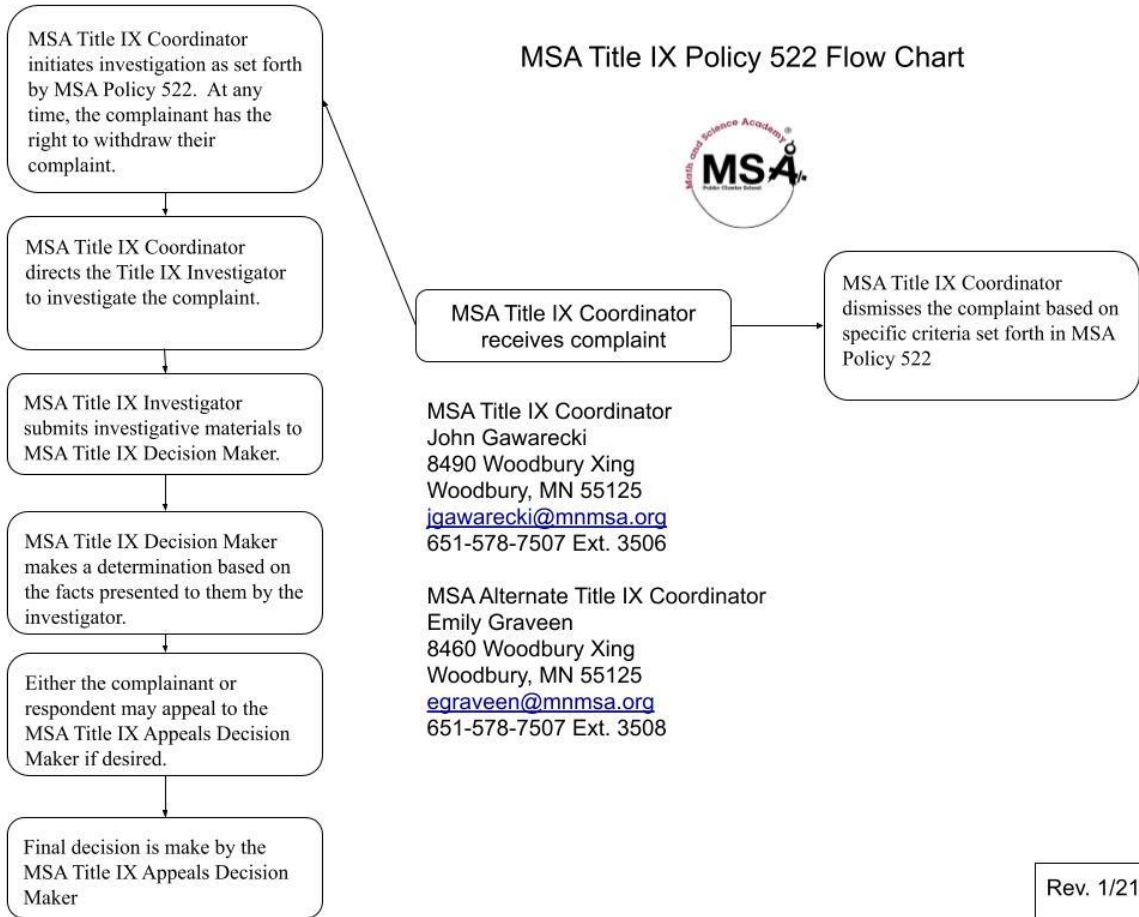 MSA Title IX Policy 522 Flow Chart
Math and Science Academy
®
MSA
Public Charter School
MSA Title IX Coordinator
receives complaint
MSA Title IX Coordinator
dismisses the complaint based on
specific criteria set forth in MSA
Policy 522
MSA Title IX Coordinator
initiates investigation as set forth
by MSA Policy 522.  At any
time, the complainant has the
right to withdraw their
complaint.
MSA Title IX Coordinator
directs the Title IX Investigator
to investigate the complaint.
MSA Title IX Investigator
submits investigative materials to
MSA Title IX Decision Maker.
MSA Title IX Decision Maker
makes a determination based on
the facts presented to them by the
investigator.
Either the complainant or
respondent may appeal to the
MSA Title IX Appeals Decision
Maker if desired.
Final decision is make by the
MSA Title IX Appeals Decision
Maker
MSA Title IX Coordinator
John Gawarecki
8490 Woodbury Xing
Woodbury, MN 55125
jgawarecki@mnmsa.org
651-578-7507 Ext. 3506
MSA Alternate Title IX Coordinator
Emily Graveen
8460 Woodbury Xing
Woodbury, MN 55125
egraveen@mnmsa.org
651-578-7507 Ext. 3508
Rev. 1/21